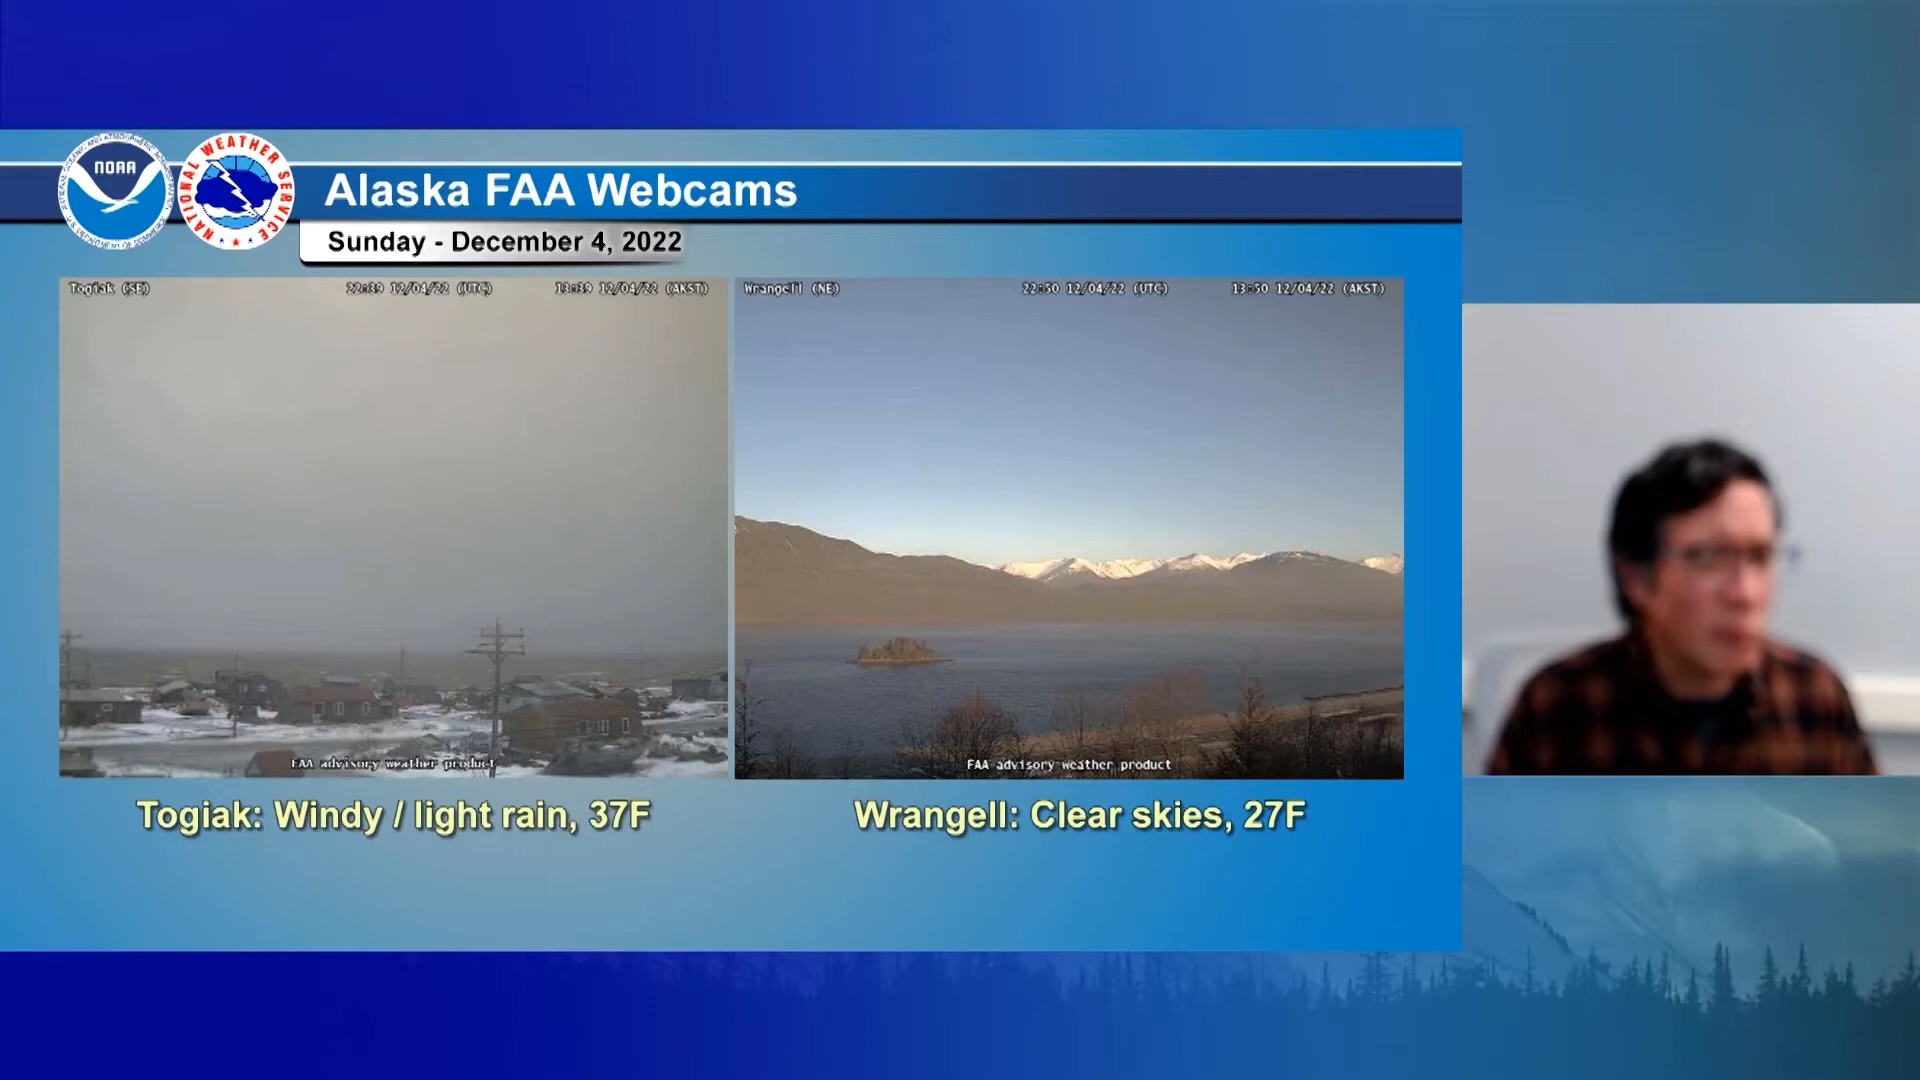 NOAA
NATIONAL WEATHER SERVICE
Alaska FAA Webcams
Sunday - December 4, 2022
Togiak (SE) 22:39 12/04/22 (UTC) 13:39 12/04/22 (AKST)
Wrangell (NE) 22:50 12/04/22 (UTC) 13:50 12/04/22 (AKST)
FAA advisory weather product
FAA advisory weather product
Togiak: Windy / light rain, 37F
Wrangell: Clear skies, 27F